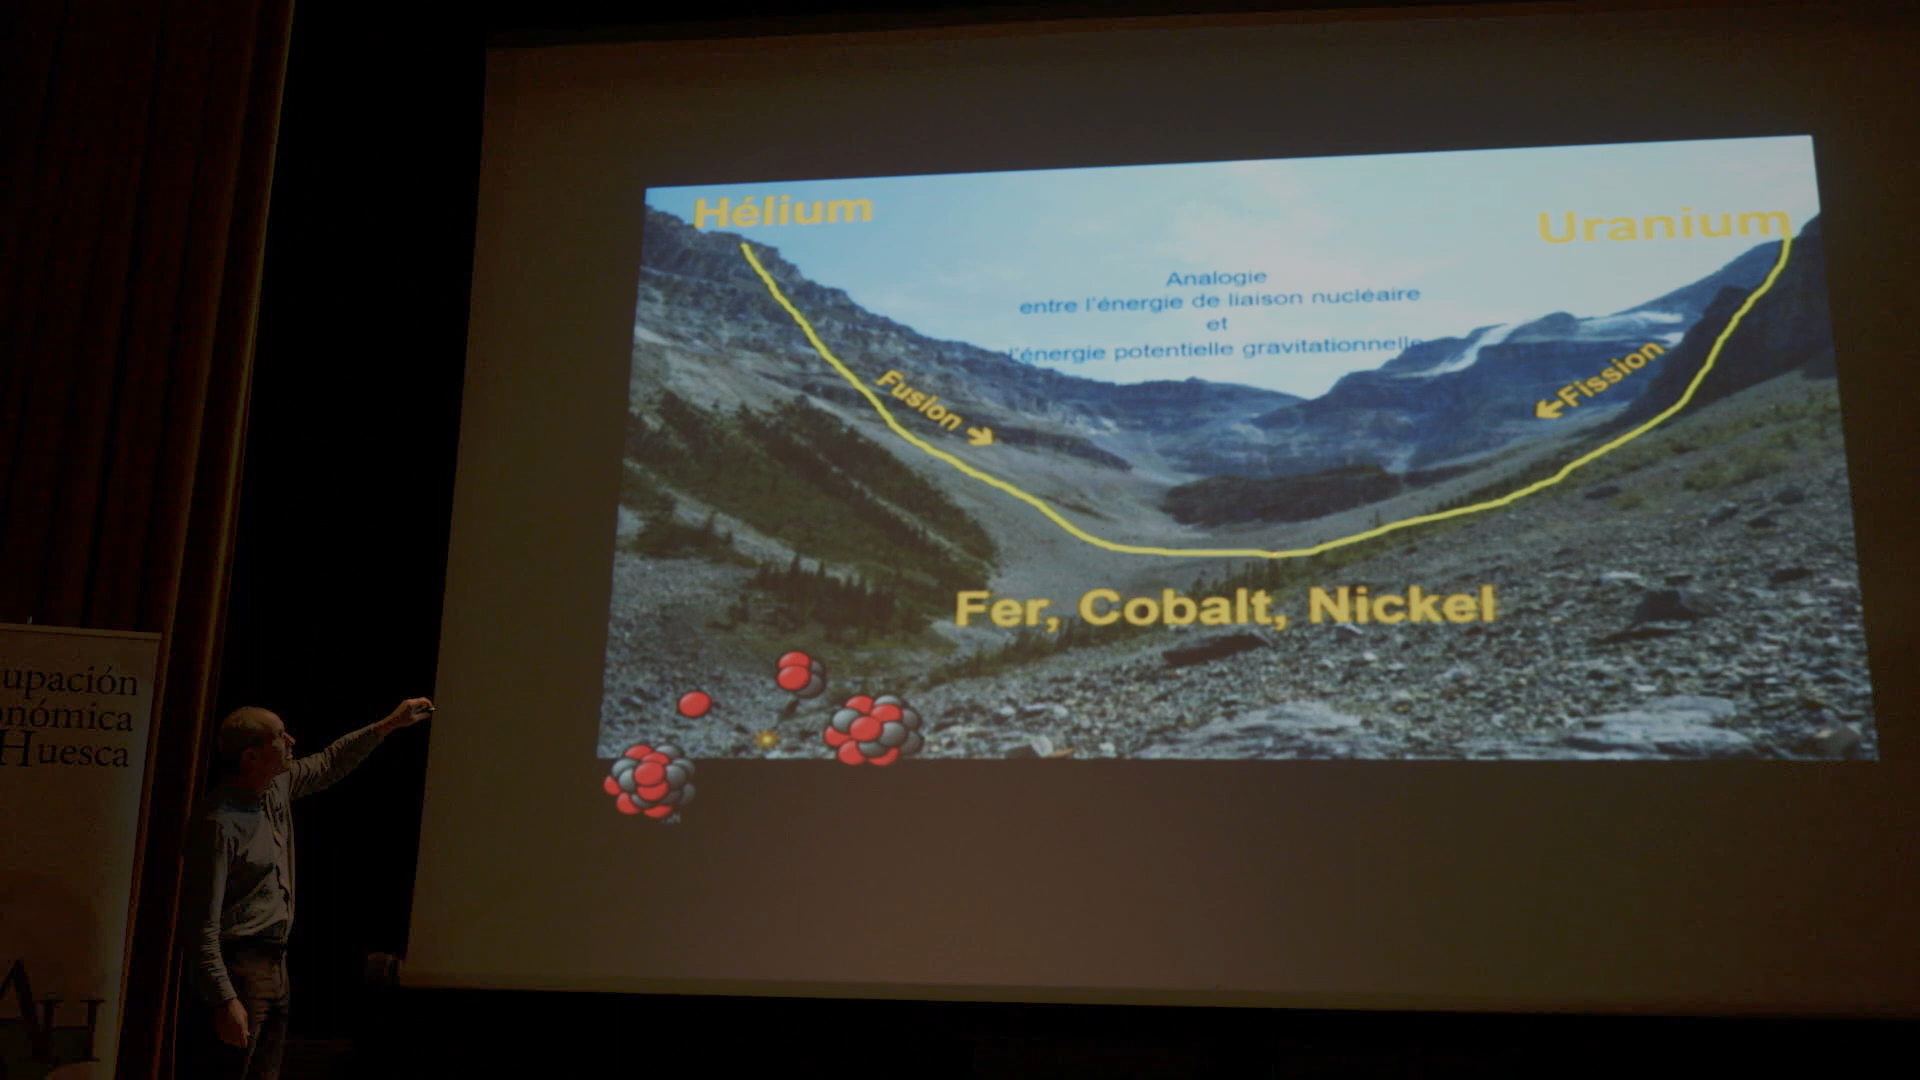 Hélium
Uranium
Analogie
entre l'énergie de liaison nucléaire
et
l'énergie potentielle gravitationnelle
Fusion →
←Fission
Fer, Cobalt, Nickel
upación
onómica
Huesca
AH